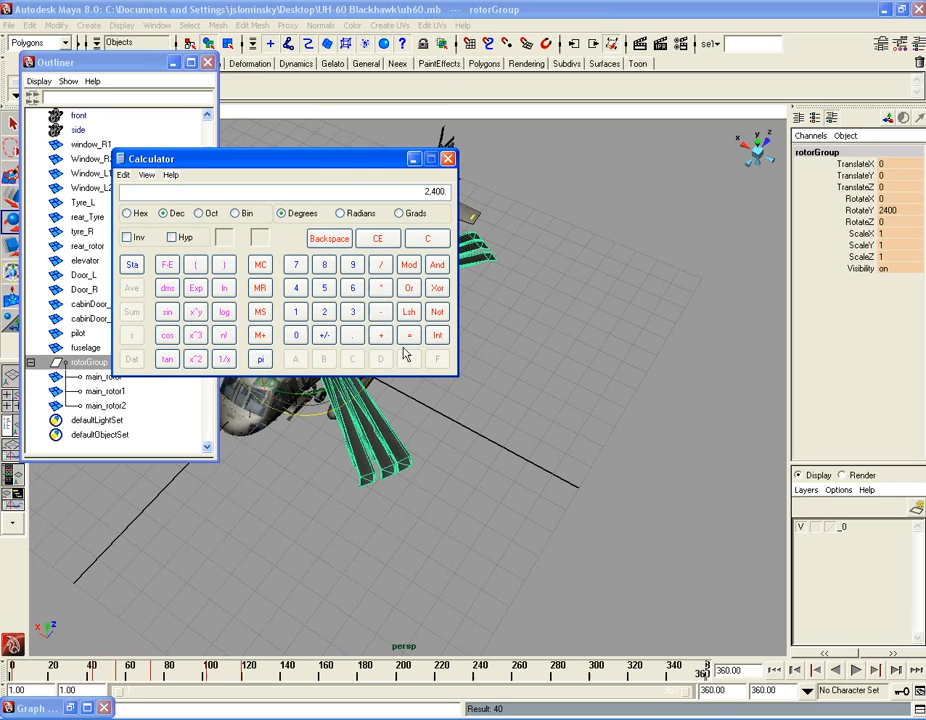 Autodesk Maya 8.0: C:\Documents and Settings\jslominsky\Desktop\UH-60 Blackhawk\uh60.mb --- rotorGroup
File Edit Modify Create Display Window Select Mesh Edit Mesh Proxy Normals Color Create UVs Edit UVs Help
Polygons Objects sel
Deformation Dynamics Gelato General Neex PaintEffects Polygons Rendering Subdivs Surfaces Toon
Outliner
Display Show Help
front
side
window_R1
Window_R
Window_L1
Window_L2
Tyre_L
rear_Tyre
tyre_R
rear_rotor
elevator
Door_L
Door_R
cabinDoor_
cabinDoor_
pilot
fuselage
rotorGroup
main_rotor
main_rotor1
main_rotor2
defaultLightSet
defaultObjectSet
Calculator
Edit View Help
2,400.
Hex Dec Oct Bin Degrees Radians Grads
Inv Hyp Backspace CE C
Sta F-E ( ) MC 7 8 9 / Mod And
Ave dms Exp ln MR 4 5 6 * Or Xor
Sum sin x^y log MS 1 2 3 - Lsh Not
s cos x^3 n! M+ 0 +/- . + = Int
Dat tan x^2 1/x pi A B C D F
x y z
Channels Object
rotorGroup
TranslateX 0
TranslateY 0
TranslateZ 0
RotateX 0
RotateY 2400
RotateZ 0
ScaleX 1
ScaleY 1
ScaleZ 1
Visibility on
Display Render
Layers Options Help
V _0
x z
persp
0 20 40 60 80 100 120 140 160 180 200 220 240 260 280 300 320 340 360 360.00
1.00 1.00 360.00 360.00 No Character Set
Graph ... Result: 40